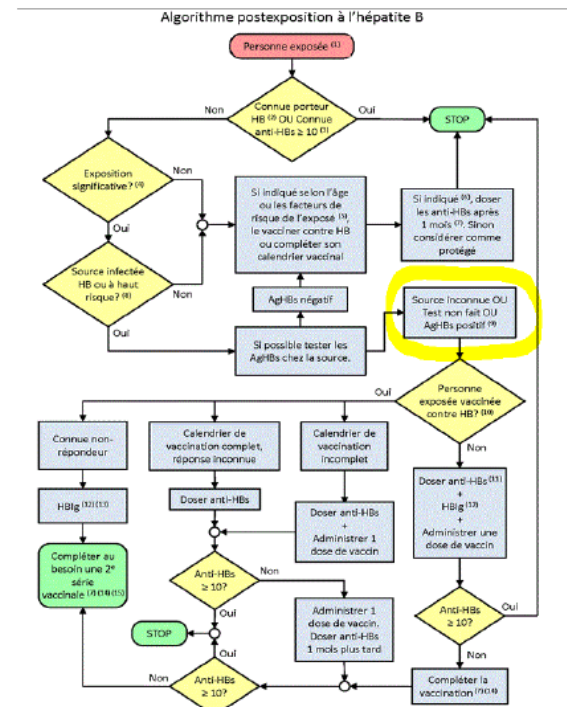 Algorithme postexposition à l'hépatite B
Personne exposée (1)
Connue porteur
HB (2) OU Connue
anti-HBs ≥ 10 (3)
Non
Oui
STOP
Exposition
significative? (4)
Non
Oui
Si indiqué selon l'âge
ou les facteurs de
risque de l'exposé (5),
le vacciner contre HB
ou compléter son
calendrier vaccinal
Si indiqué (6), doser
les anti-HBs après
1 mois (7). Sinon
considérer comme
protégé
Source infectée
HB ou à haut
risque? (8)
Non
Oui
AgHBs négatif
Si possible tester les
AgHBs chez la source.
Source inconnue OU
Test non fait OU
AgHBs positif (9)
Personne
exposée vaccinée
contre HB? (10)
Oui
Non
Connue non-
répondeur
Calendrier de
vaccination complet,
réponse inconnue
Calendrier de
vaccination
incomplet
HBIg (12) (13)
Doser anti-HBs
Doser anti-HBs
+
Administrer 1
dose de vaccin
Doser anti-HBs (11)
+
HBIg (12)
+
Administrer une
dose de vaccin
Compléter au
besoin une 2e
série
vaccinale (7) (14) (15)
Anti-HBs
≥ 10?
Non
Oui
Administrer 1
dose de vaccin.
Doser anti-HBs
1 mois plus tard
Anti-HBs
≥ 10?
Oui
Non
STOP
Oui
Anti-HBs
≥ 10?
Non
Compléter la
vaccination (7) (14)